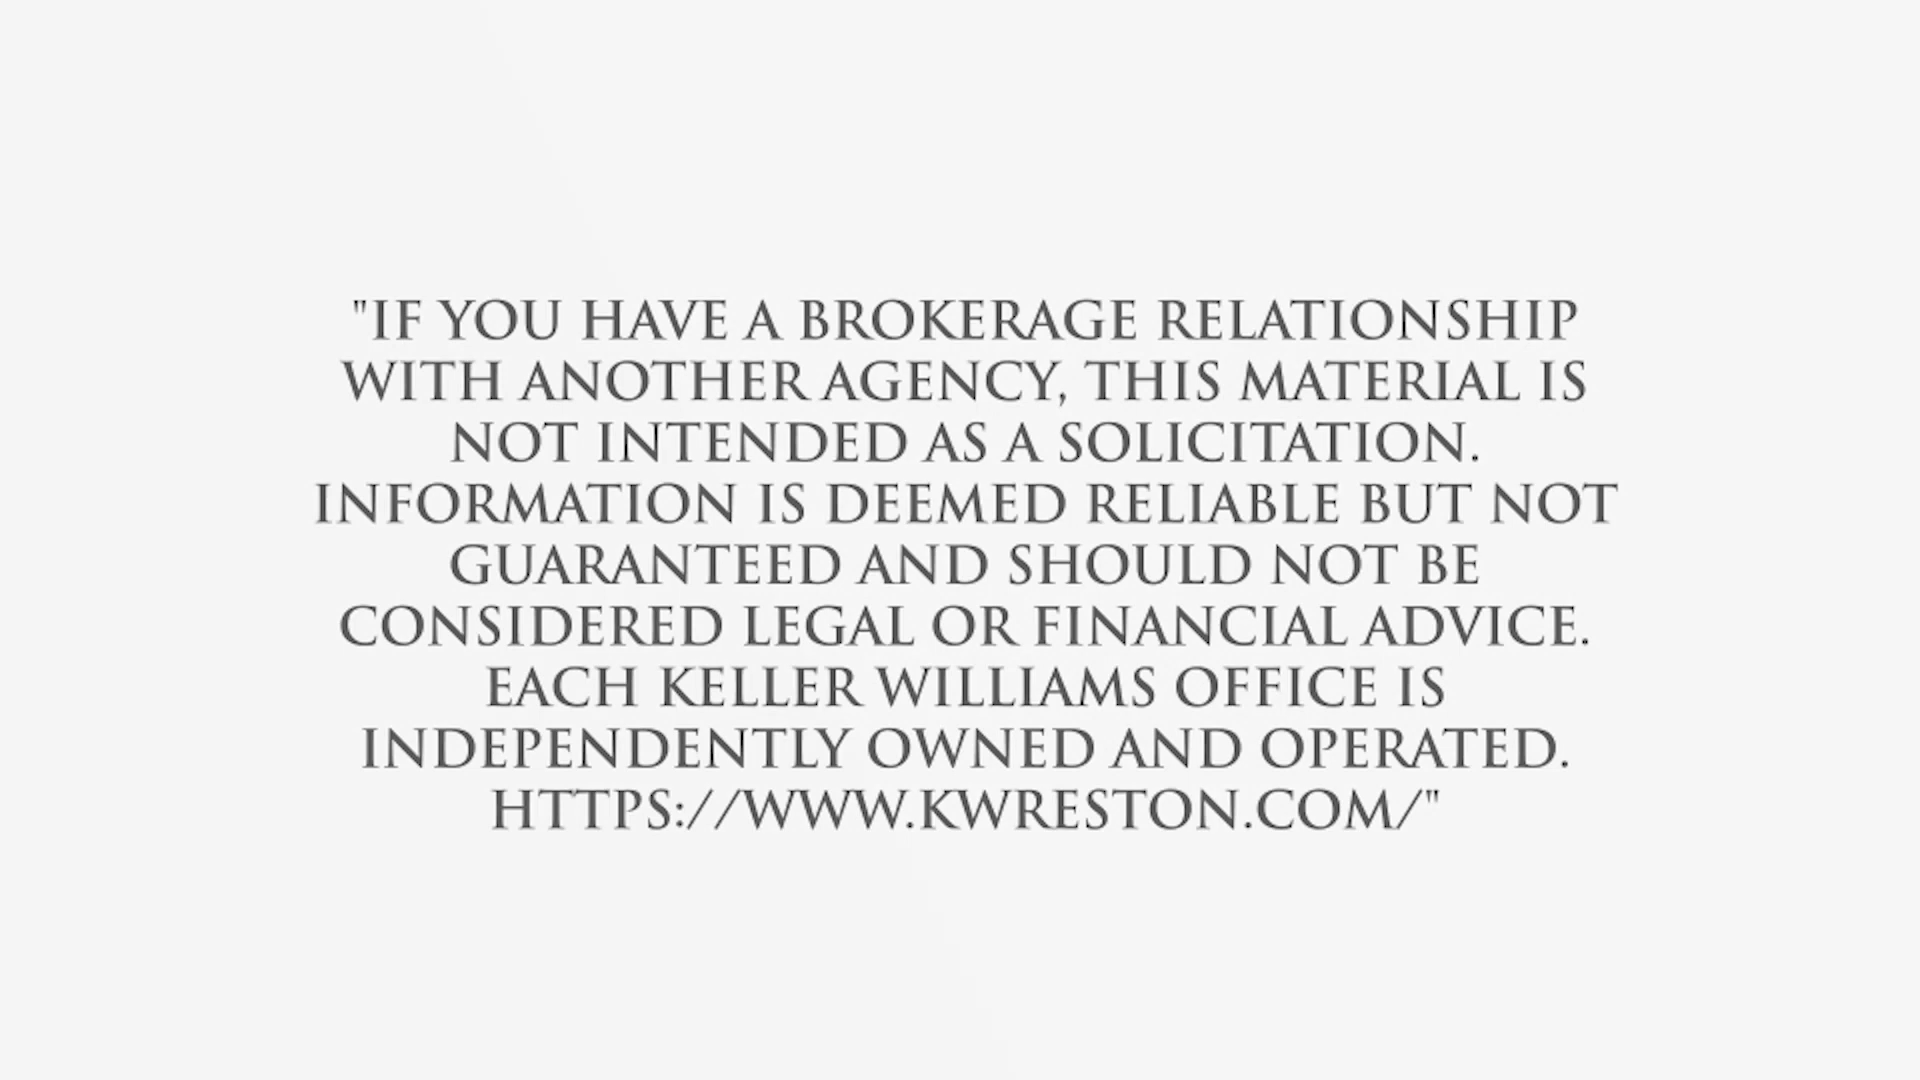 "IF YOU HAVE A BROKERAGE RELATIONSHIP
WITH ANOTHER AGENCY, THIS MATERIAL IS
NOT INTENDED AS A SOLICITATION.
INFORMATION IS DEEMED RELIABLE BUT NOT
GUARANTEED AND SHOULD NOT BE
CONSIDERED LEGAL OR FINANCIAL ADVICE.
EACH KELLER WILLIAMS OFFICE IS
INDEPENDENTLY OWNED AND OPERATED.
HTTPS://WWW.KWRESTON.COM/"